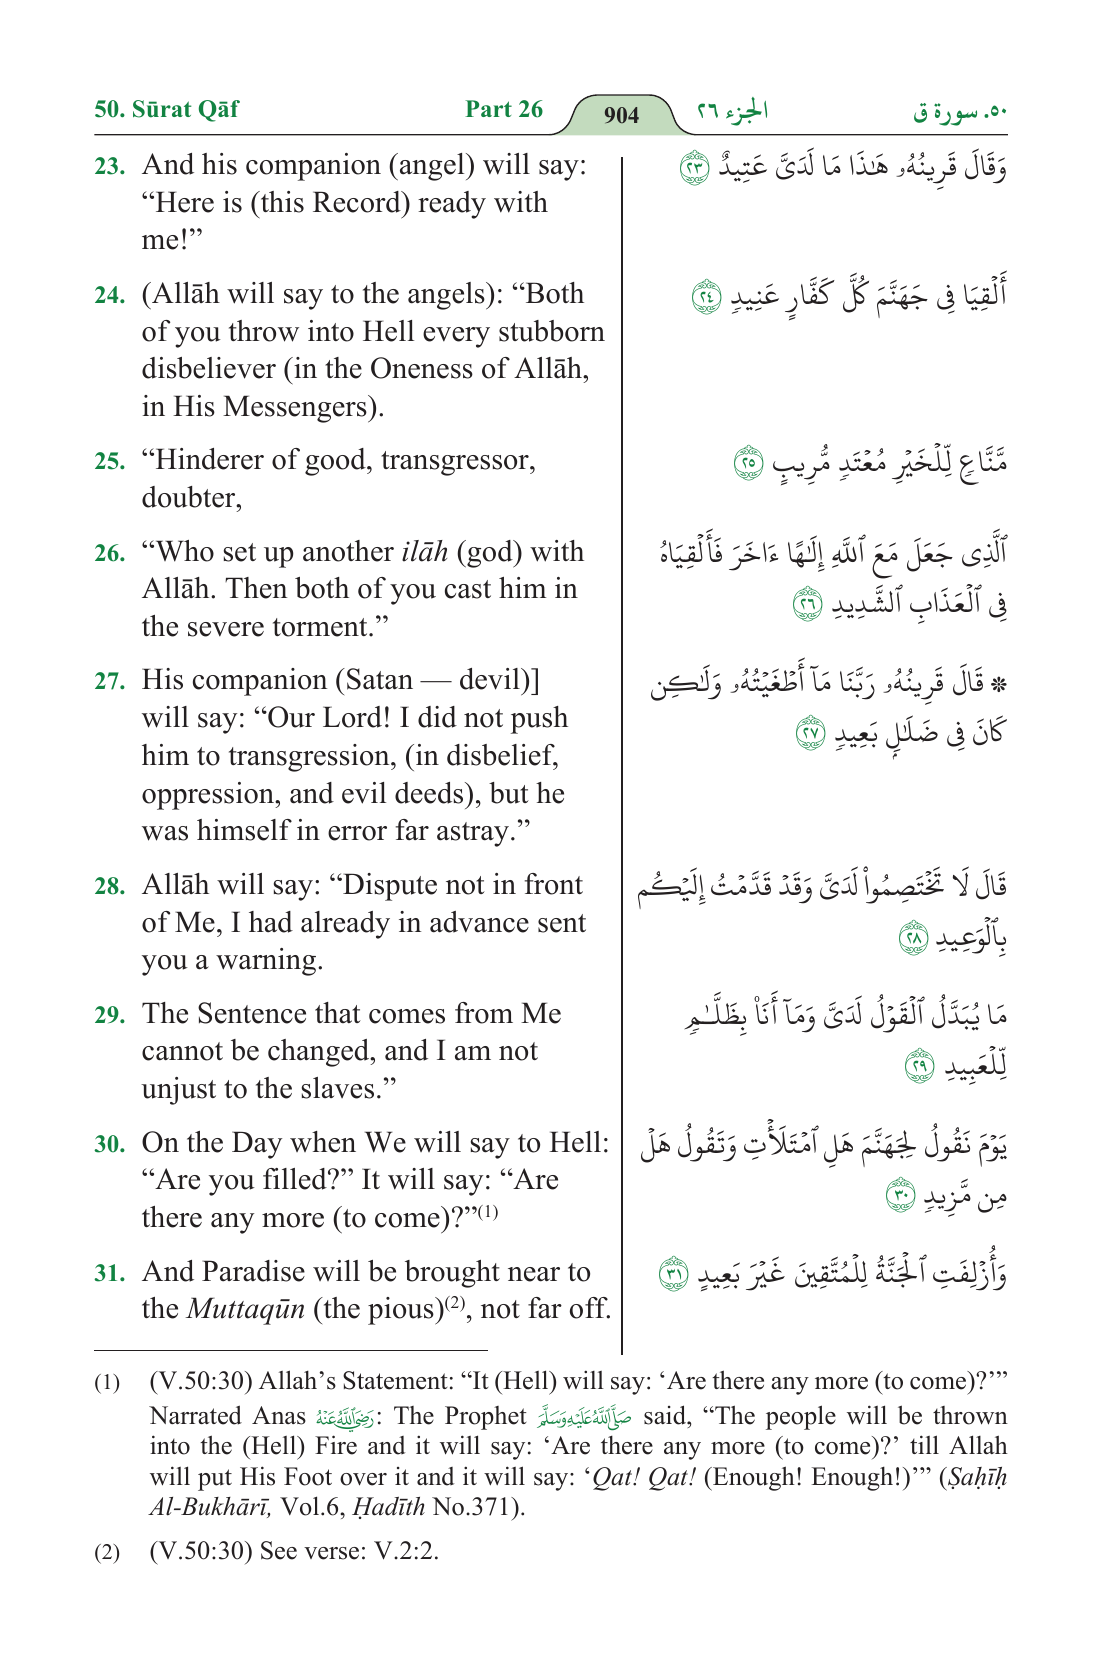 50. Sūrat Qāf Part 26 904 الجزء ٢٦ ٥٠. سورة ق
23. And his companion (angel) will say:
“Here is (this Record) ready with
me!”
وَقَالَ قَرِينُهُۥ هَٰذَا مَا لَدَىَّ عَتِيدٌ ٢٣
24. (Allāh will say to the angels): “Both
of you throw into Hell every stubborn
disbeliever (in the Oneness of Allāh,
in His Messengers).
أَلۡقِيَا فِى جَهَنَّمَ كُلَّ كَفَّارٍ عَنِيدٖ ٢٤
25. “Hinderer of good, transgressor,
doubter,
مَّنَّاعٖ لِّلۡخَيۡرِ مُعۡتَدٖ مُّرِيبٍ ٢٥
26. “Who set up another ilāh (god) with
Allāh. Then both of you cast him in
the severe torment.”
ٱلَّذِى جَعَلَ مَعَ ٱللَّهِ إِلَٰهًا ءَاخَرَ فَأَلۡقِيَاهُ
فِى ٱلۡعَذَابِ ٱلشَّدِيدِ ٢٦
27. His companion (Satan — devil)]
will say: “Our Lord! I did not push
him to transgression, (in disbelief,
oppression, and evil deeds), but he
was himself in error far astray.”
۞ قَالَ قَرِينُهُۥ رَبَّنَا مَآ أَطۡغَيۡتُهُۥ وَلَٰكِن
كَانَ فِى ضَلَٰلِۭ بَعِيدٖ ٢٧
28. Allāh will say: “Dispute not in front
of Me, I had already in advance sent
you a warning.
قَالَ لَا تَخۡتَصِمُواْ لَدَىَّ وَقَدۡ قَدَّمۡتُ إِلَيۡكُم
بِٱلۡوَعِيدِ ٢٨
29. The Sentence that comes from Me
cannot be changed, and I am not
unjust to the slaves.”
مَا يُبَدَّلُ ٱلۡقَوۡلُ لَدَىَّ وَمَآ أَنَا۠ بِظَلَّٰمٖ
لِّلۡعَبِيدِ ٢٩
30. On the Day when We will say to Hell:
“Are you filled?” It will say: “Are
there any more (to come)?”(1)
يَوۡمَ نَقُولُ لِجَهَنَّمَ هَلِ ٱمۡتَلَأۡتِ وَتَقُولُ هَلۡ
مِن مَّزِيدٖ ٣٠
31. And Paradise will be brought near to
the Muttaqūn (the pious)(2), not far off.
وَأُزۡلِفَتِ ٱلۡجَنَّةُ لِلۡمُتَّقِينَ غَيۡرَ بَعِيدٍ ٣١
(1) (V.50:30) Allah’s Statement: “It (Hell) will say: ‘Are there any more (to come)?’”
Narrated Anas رَضِيَ اللَّهُ عَنْهُ: The Prophet صَلَّى اللَّهُ عَلَيْهِ وَسَلَّمَ said, “The people will be thrown
into the (Hell) Fire and it will say: ‘Are there any more (to come)?’ till Allah
will put His Foot over it and it will say: ‘Qat! Qat! (Enough! Enough!)’” (Ṣaḥīḥ
Al-Bukhārī, Vol.6, Ḥadīth No.371).
(2) (V.50:30) See verse: V.2:2.